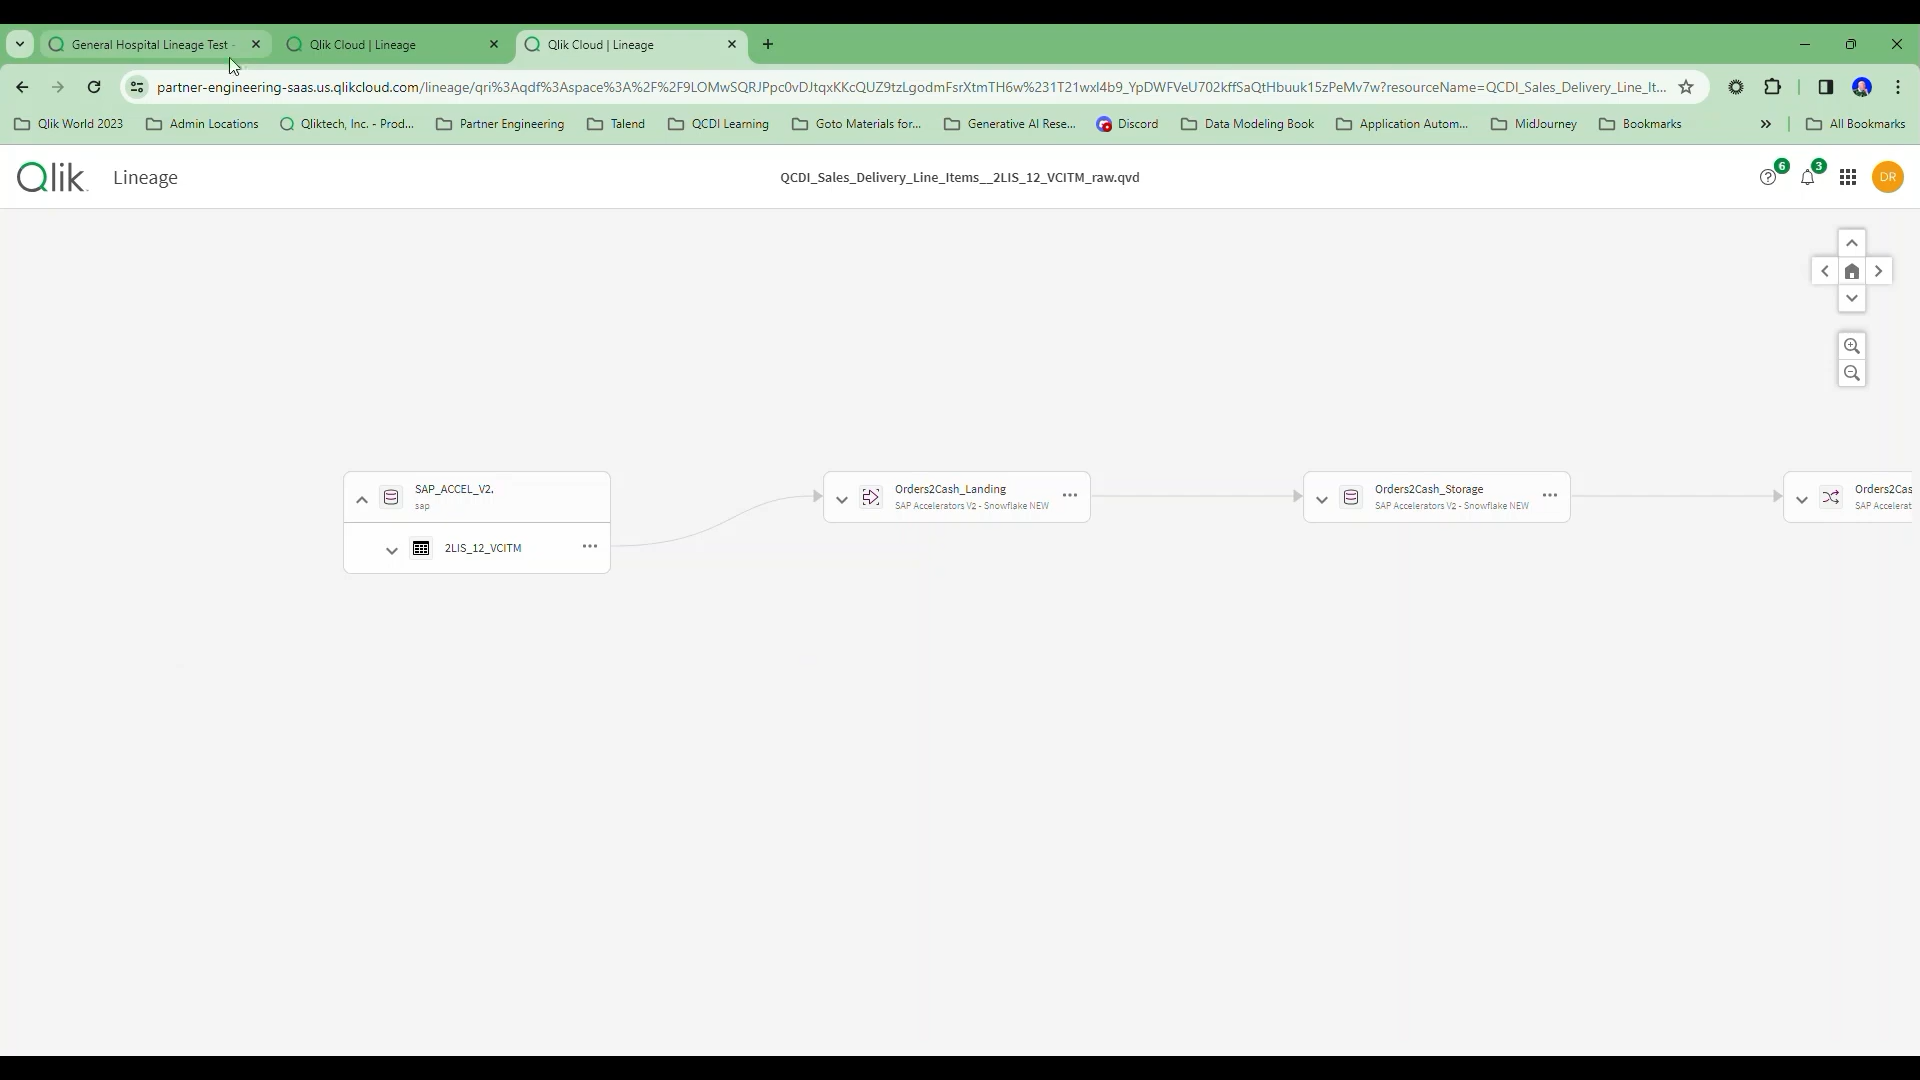 General Hospital Lineage Test -
Qlik Cloud | Lineage
Qlik Cloud | Lineage
partner-engineering-saas.us.qlikcloud.com/lineage/qri%3Aqdf%3Aspace%3A%2F%2F9LOMwSQRJPpc0vDJtqxKKcQUZ9tzLgodmFsrXtmTH6w%231T21wxI4b9_YpDWFVeU702kffSaQtHbuuk15zPeMv7w?resourceName=QCDI_Sales_Delivery_Line_It...
Qlik World 2023
Admin Locations
Qliktech, Inc. - Prod...
Partner Engineering
Talend
QCDI Learning
Goto Materials for...
Generative AI Rese...
Discord
Data Modeling Book
Application Autom...
MidJourney
Bookmarks
All Bookmarks
Qlik
Lineage
QCDI_Sales_Delivery_Line_Items__2LIS_12_VCITM_raw.qvd
6
3
DR
SAP_ACCEL_V2.
sap
2LIS_12_VCITM
Orders2Cash_Landing
SAP Accelerators V2 - Snowflake NEW
Orders2Cash_Storage
SAP Accelerators V2 - Snowflake NEW
Orders2Cas
SAP Accelerat